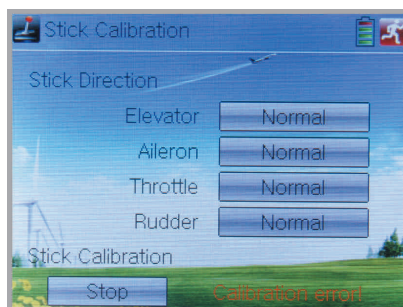 Stick Calibration
Stick Direction
Elevator Normal
Aileron Normal
Throttle Normal
Rudder Normal
Stick Calibration
Stop Calibration error!